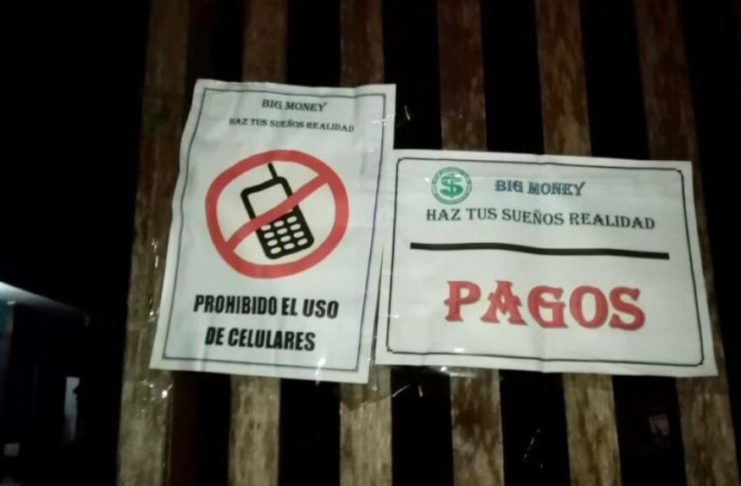 BIG MONEY
HAZ TUS SUEÑOS REALIDAD
PROHIBIDO EL USO
DE CELULARES
BIG MONEY
HAZ TUS SUEÑOS REALIDAD
PAGOS